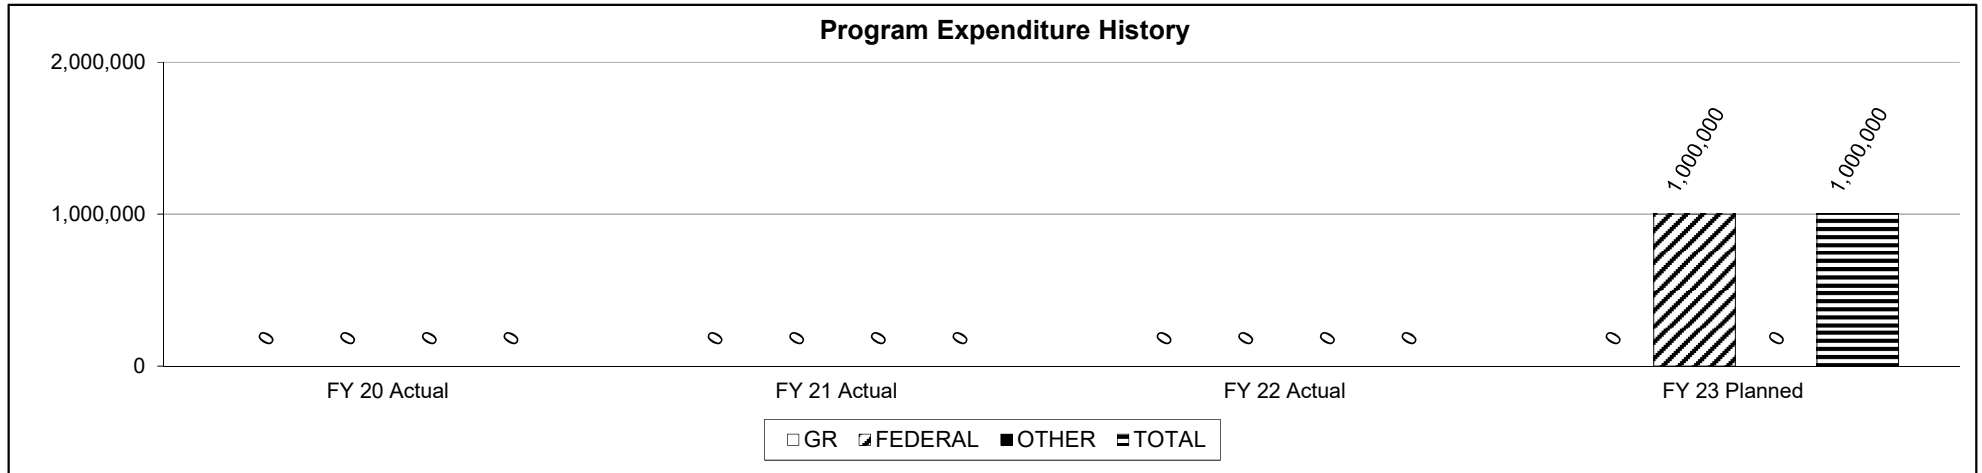 Program Expenditure History
2,000,000
1,000,000
0
0 0 0 0
0 0 0 0
0 0 0 0
0 1,000,000 0 1,000,000
FY 20 Actual FY 21 Actual FY 22 Actual FY 23 Planned
GR FEDERAL OTHER TOTAL